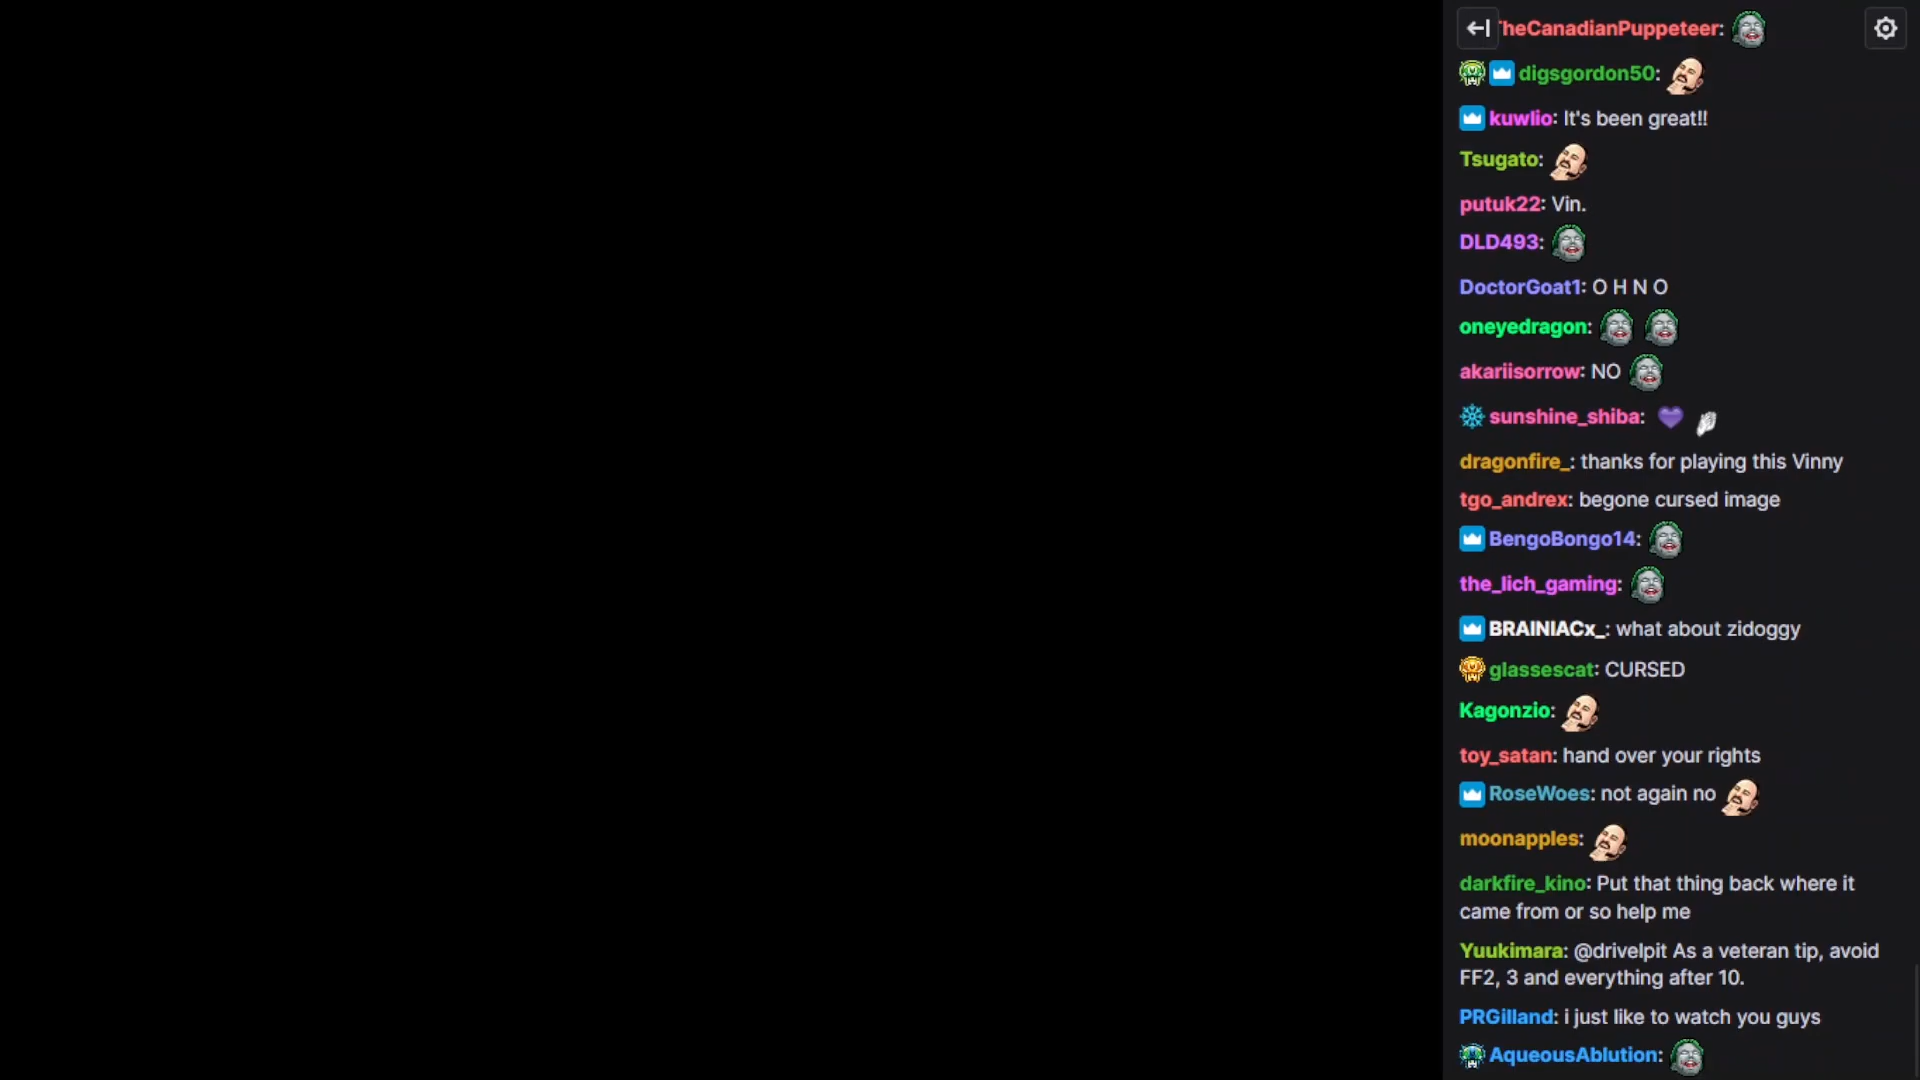 TheCanadianPuppeteer:
digsgordon50:
kuwlio: It's been great!!
Tsugato:
putuk22: Vin.
DLD493:
DoctorGoat1: O H N O
oneyedragon:
akariisorrow: NO
sunshine_shiba:
dragonfire_: thanks for playing this Vinny
tgo_andrex: begone cursed image
BengoBongo14:
the_lich_gaming:
BRAINIACx_: what about zidoggy
glassescat: CURSED
Kagonzio:
toy_satan: hand over your rights
RoseWoes: not again no
moonapples:
darkfire_kino: Put that thing back where it
came from or so help me
Yuukimara: @drivelpit As a veteran tip, avoid
FF2, 3 and everything after 10.
PRGilland: i just like to watch you guys
AqueousAblution: